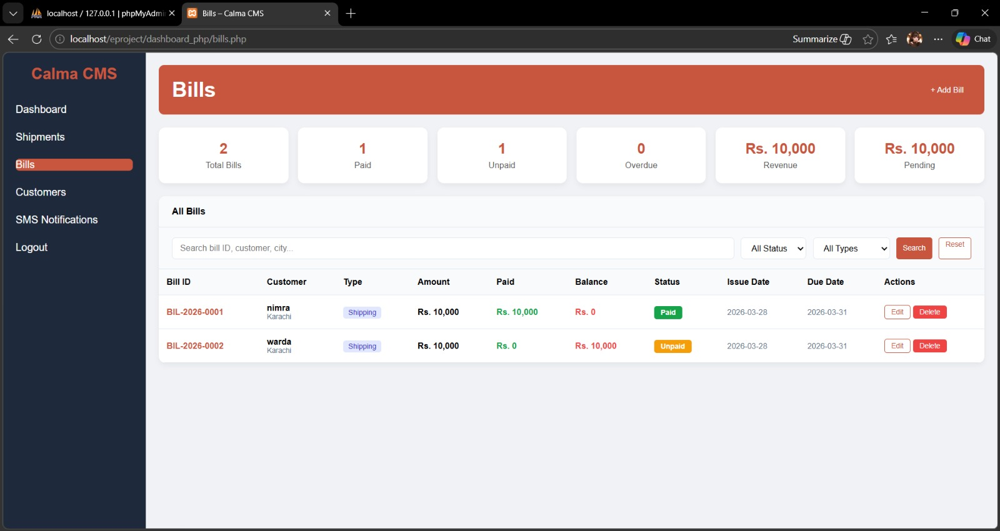 localhost / 127.0.0.1 | phpMyAdmi
Bills – Calma CMS
localhost/eproject/dashboard_php/bills.php
Summarize
Chat
Calma CMS
Dashboard
Shipments
Bills
Customers
SMS Notifications
Logout
Bills
+ Add Bill
2
Total Bills
1
Paid
1
Unpaid
0
Overdue
Rs. 10,000
Revenue
Rs. 10,000
Pending
All Bills
Search bill ID, customer, city...
All Status
All Types
Search
Reset
Bill ID Customer Type Amount Paid Balance Status Issue Date Due Date Actions
BIL-2026-0001 nimra Shipping Rs. 10,000 Rs. 10,000 Rs. 0 Paid 2026-03-28 2026-03-31 Edit Delete
Karachi
BIL-2026-0002 warda Shipping Rs. 10,000 Rs. 0 Rs. 10,000 Unpaid 2026-03-28 2026-03-31 Edit Delete
Karachi